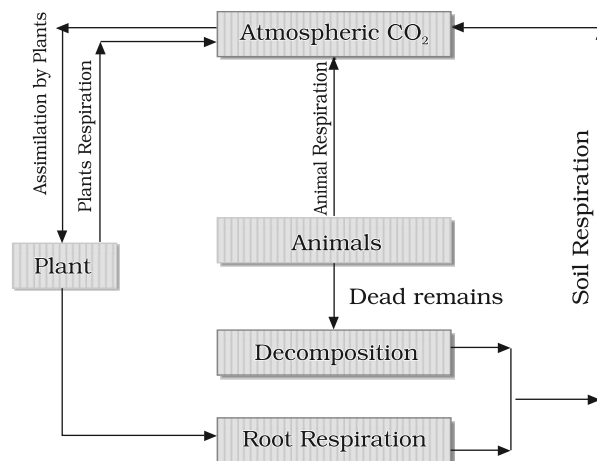 Atmospheric CO₂
Assimilation by Plants
Plants Respiration
Animal Respiration
Soil Respiration
Animals
Plant
Dead remains
Decomposition
Root Respiration